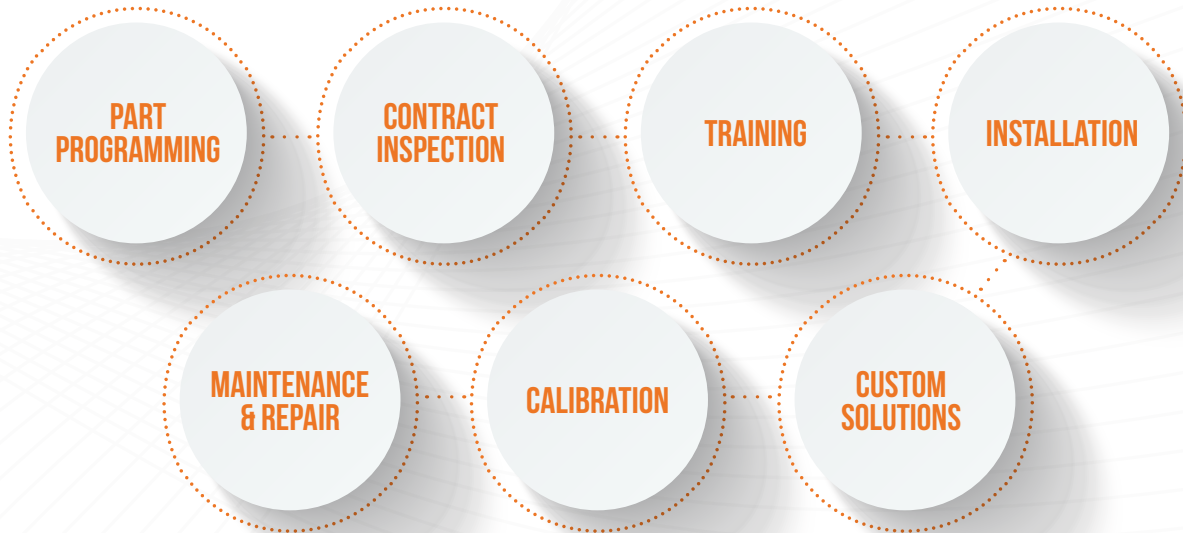 PART
PROGRAMMING
CONTRACT
INSPECTION
TRAINING
INSTALLATION
MAINTENANCE
& REPAIR
CALIBRATION
CUSTOM
SOLUTIONS